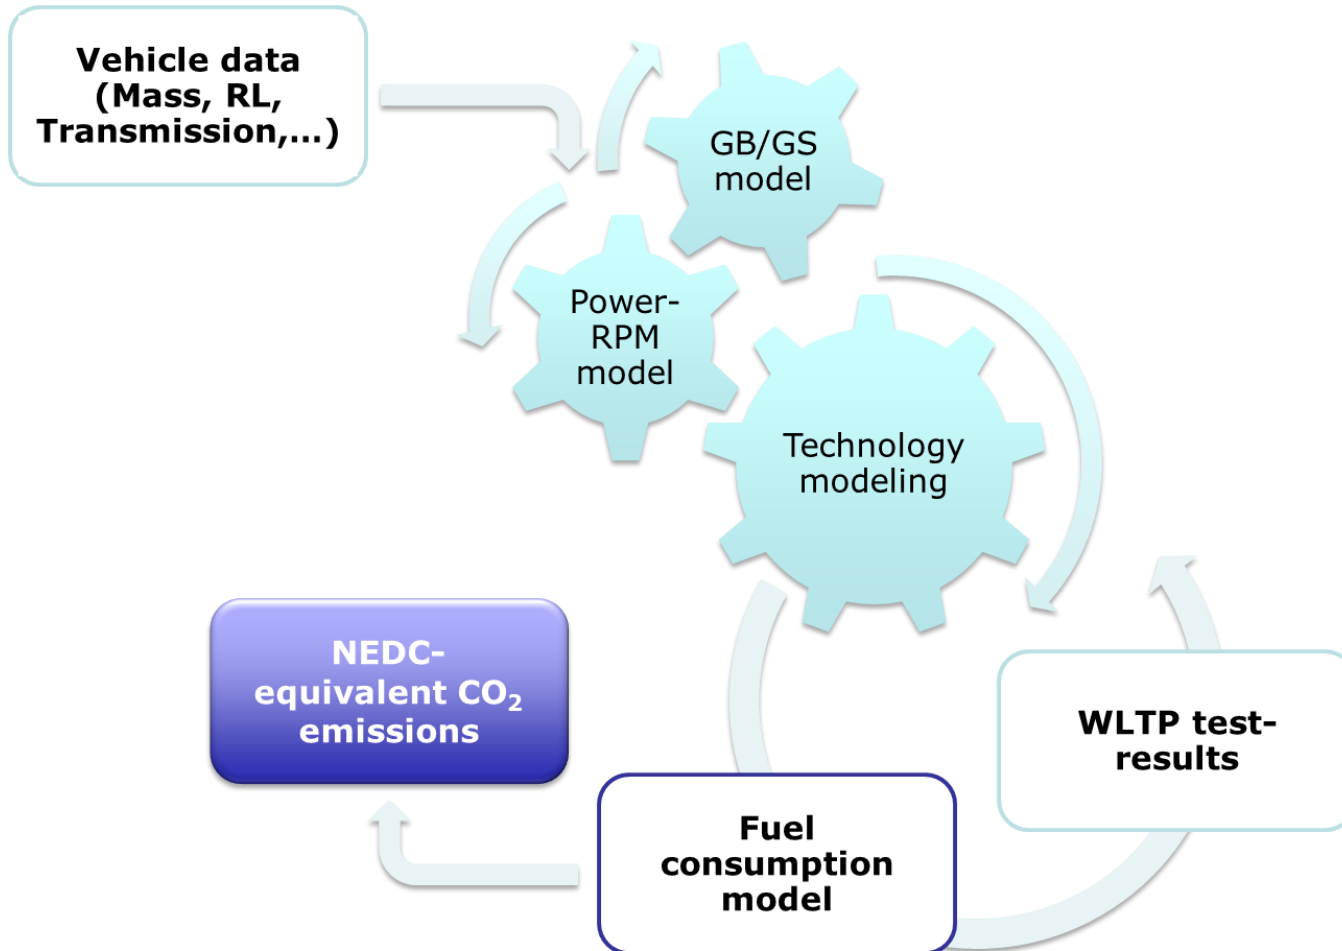 Vehicle data
(Mass, RL,
Transmission,...)
GB/GS
model
Power-
RPM
model
Technology
modeling
NEDC-
equivalent CO₂
emissions
WLTP test-
results
Fuel
consumption
model